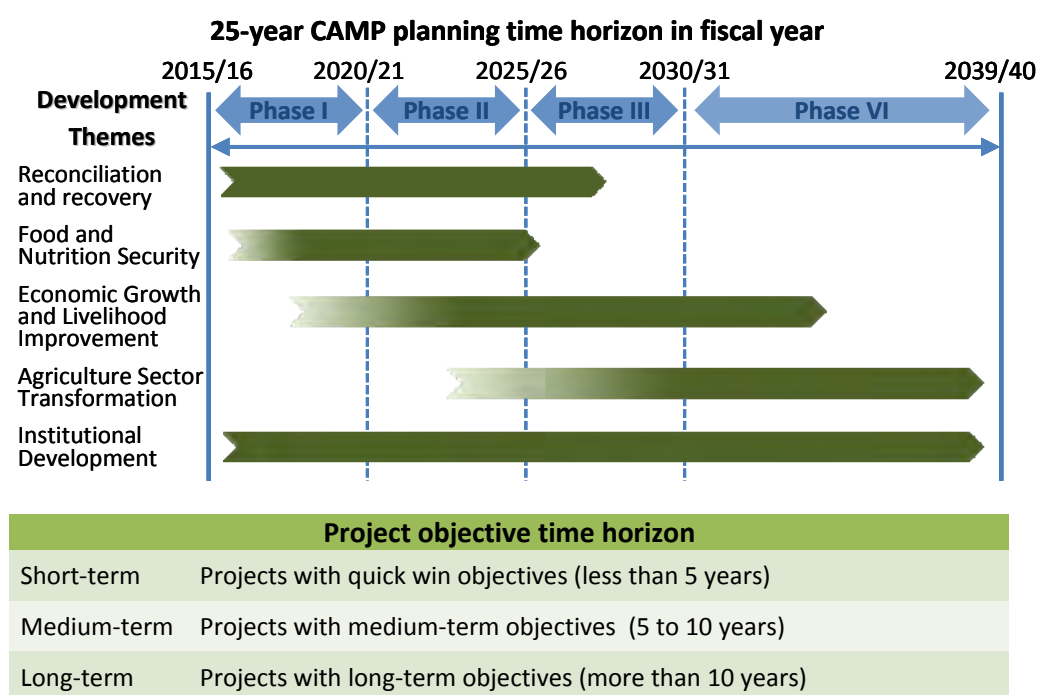 25-year CAMP planning time horizon in fiscal year
2015/16 2020/21 2025/26 2030/31 2039/40
Development
Themes
Phase I Phase II Phase III Phase VI
Reconciliation
and recovery
Food and
Nutrition Security
Economic Growth
and Livelihood
Improvement
Agriculture Sector
Transformation
Institutional
Development
Project objective time horizon
Short-term Projects with quick win objectives (less than 5 years)
Medium-term Projects with medium-term objectives (5 to 10 years)
Long-term Projects with long-term objectives (more than 10 years)